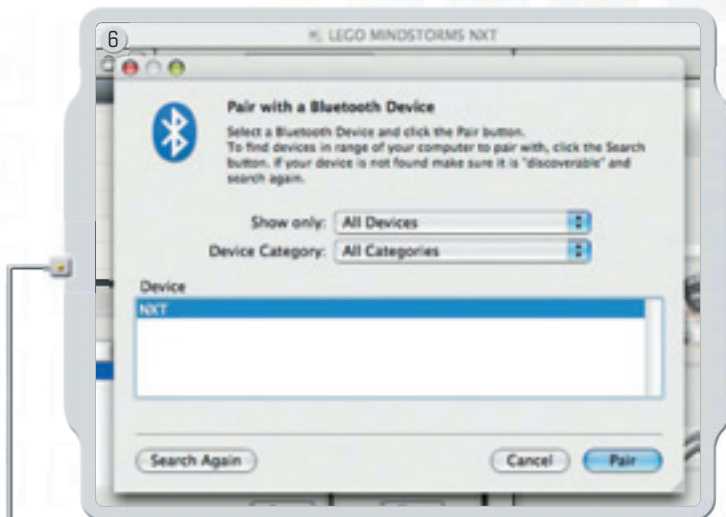 6
LEGO MINDSTORMS NXT
Pair with a Bluetooth Device
Select a Bluetooth Device and click the Pair button.
To find devices in range of your computer to pair with, click the Search
button. If your device is not found make sure it is "discoverable" and
search again.
Show only: All Devices
Device Category: All Categories
Device
NXT
Search Again Cancel Pair